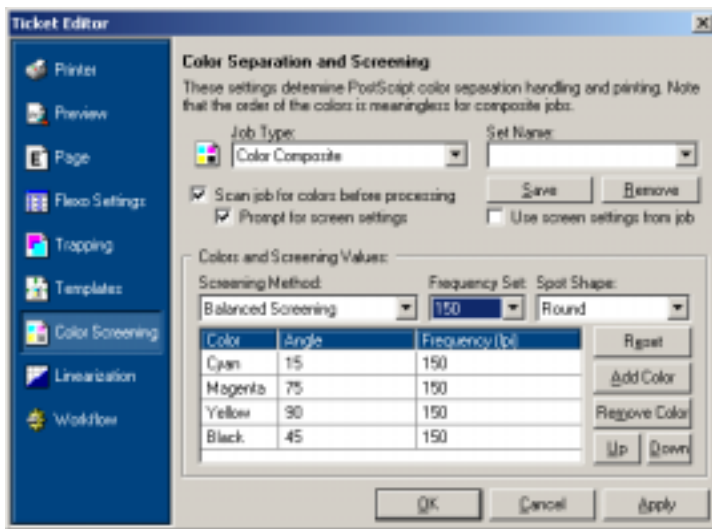 Ticket Editor
Printer
Preview
Page
Flexo Settings
Trapping
Templates
Color Screening
Linearization
Workflow
Color Separation and Screening
These settings determine PostScript color separation handling and printing. Note
that the order of the colors is meaningless for composite jobs.
Job Type: Set Name:
Color Composite
Scan job for colors before processing Save Remove
Prompt for screen settings Use screen settings from job
Colors and Screening Values:
Screening Method: Frequency Set: Spot Shape:
Balanced Screening 150 Round
Color Angle Frequency (lpi) Reset
Cyan 15 150
Magenta 75 150 Add Color
Yellow 90 150 Remove Color
Black 45 150 Up Down
OK Cancel Apply